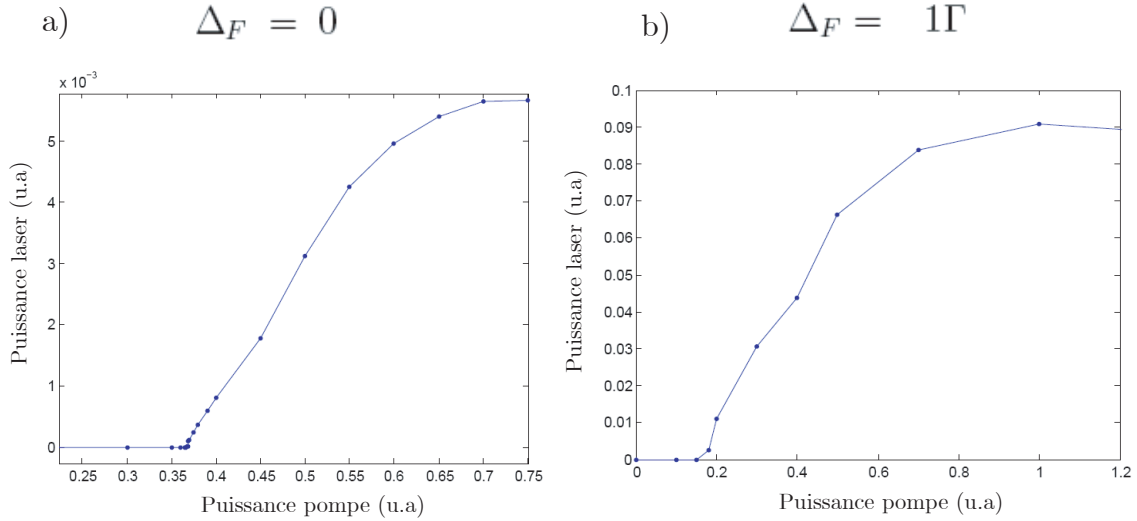 a)
Δ_F = 0
x 10⁻³
5
4
3
2
1
0
0.25 0.3 0.35 0.4 0.45 0.5 0.55 0.6 0.65 0.7 0.75
Puissance laser (u.a)
Puissance pompe (u.a)
b)
Δ_F = 1Γ
0.1
0.09
0.08
0.07
0.06
0.05
0.04
0.03
0.02
0.01
0
0 0.2 0.4 0.6 0.8 1 1.2
Puissance laser (u.a)
Puissance pompe (u.a)